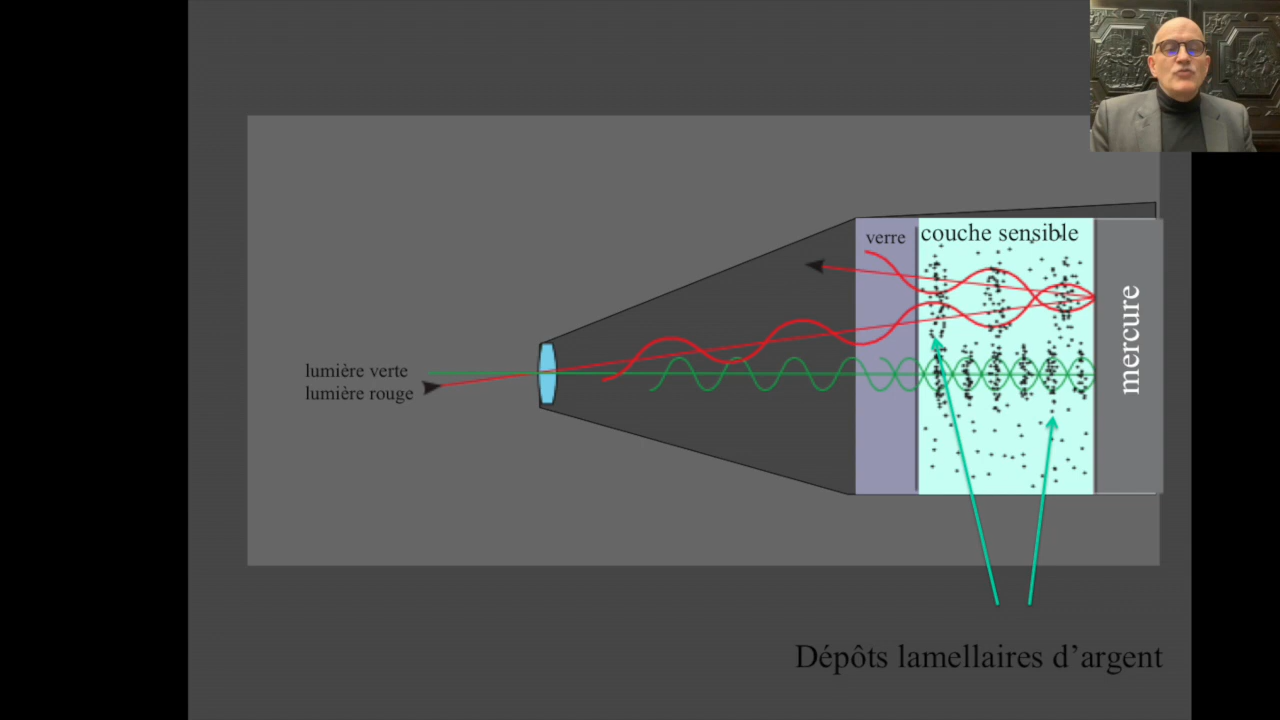 verre
couche sensible
mercure
lumière verte
lumière rouge
Dépôts lamellaires d’argent